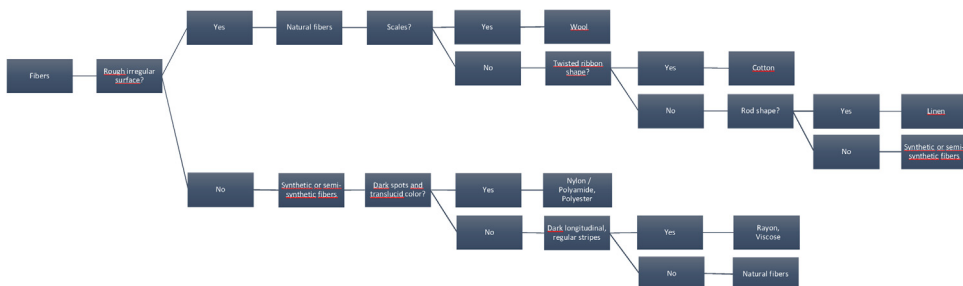 Yes
Natural fibers
Scales?
Yes
Wool
Fibers
Rough irregular
surface?
No
Twisted ribbon
shape?
Yes
Cotton
No
Rod shape?
Yes
Linen
No
Synthetic or semi-
synthetic fibers
No
Synthetic or semi-
synthetic fibers
Dark spots and
translucid color?
Yes
Nylon /
Polyamide,
Polyester
No
Dark longitudinal,
regular stripes
Yes
Rayon,
Viscose
No
Natural fibers